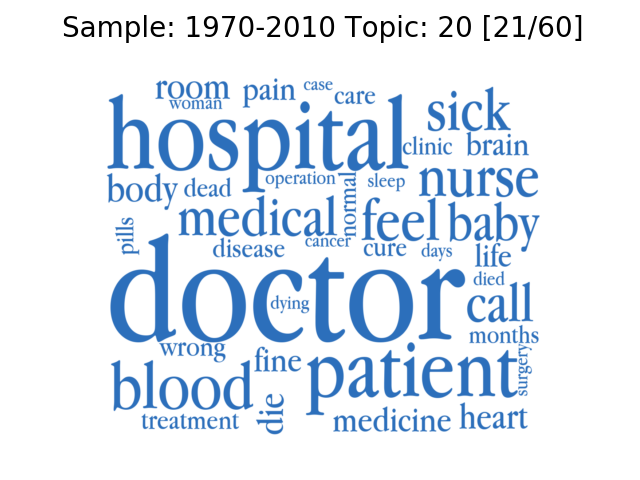 Sample: 1970-2010 Topic: 20 [21/60]
room pain case care
woman
hospital sick
clinic brain
body dead operation normal sleep nurse
pills medical feel baby
disease cancer cure days life
doctor died
dying call
wrong months
blood fine patient surgery
treatment die medicine heart